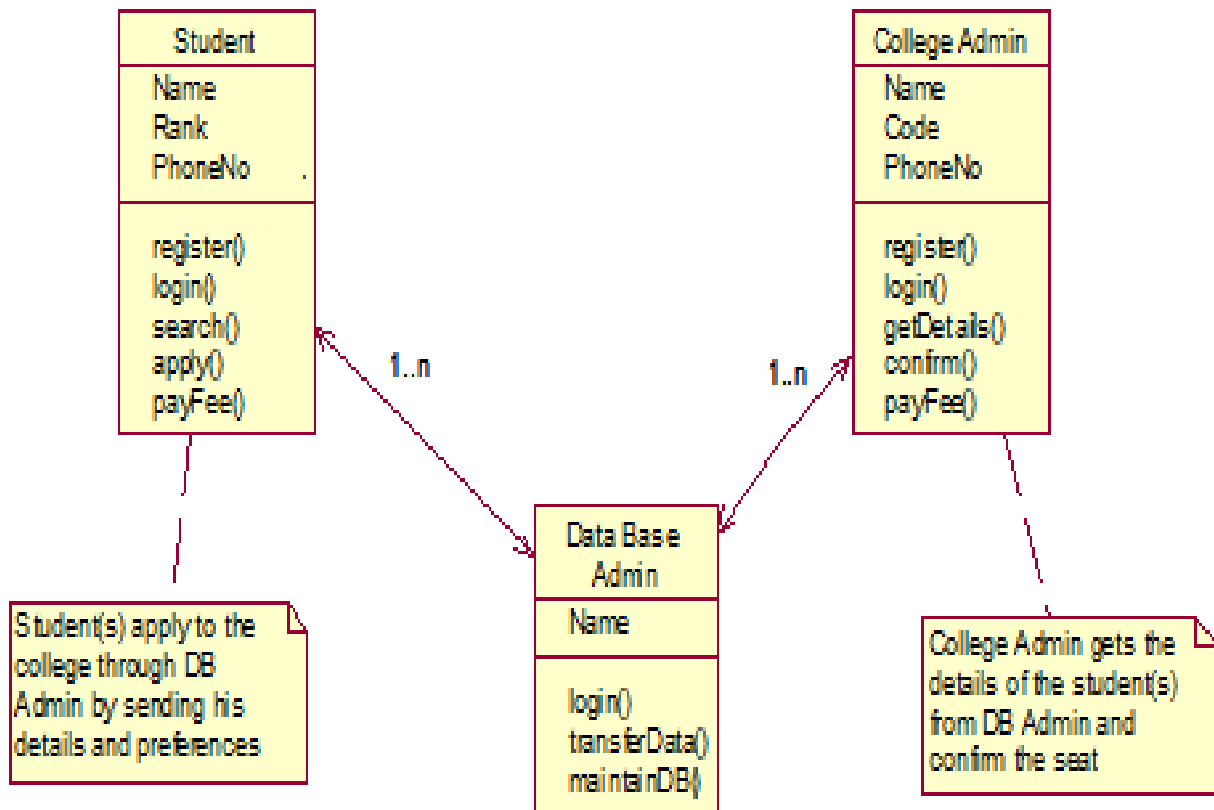 Student
Name
Rank
PhoneNo
register()
login()
search()
apply()
payFee()
College Admin
Name
Code
PhoneNo
register()
login()
getDetails()
confirm()
payFee()
1..n
1..n
Data Base
Admin
Name
login()
transferData()
maintainDB()
Student(s) apply to the
college through DB
Admin by sending his
details and preferences
College Admin gets the
details of the student(s)
from DB Admin and
confirm the seat